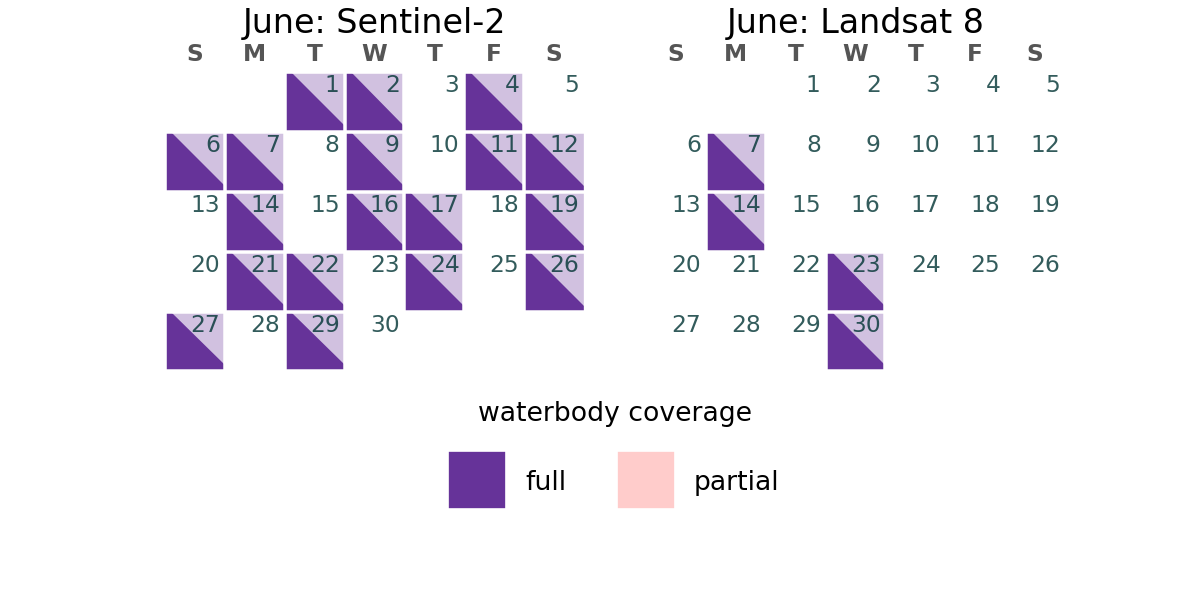 June: Sentinel-2
S M T W T F S
1 2 3 4 5
6 7 8 9 10 11 12
13 14 15 16 17 18 19
20 21 22 23 24 25 26
27 28 29 30
June: Landsat 8
S M T W T F S
1 2 3 4 5
6 7 8 9 10 11 12
13 14 15 16 17 18 19
20 21 22 23 24 25 26
27 28 29 30
waterbody coverage
full partial